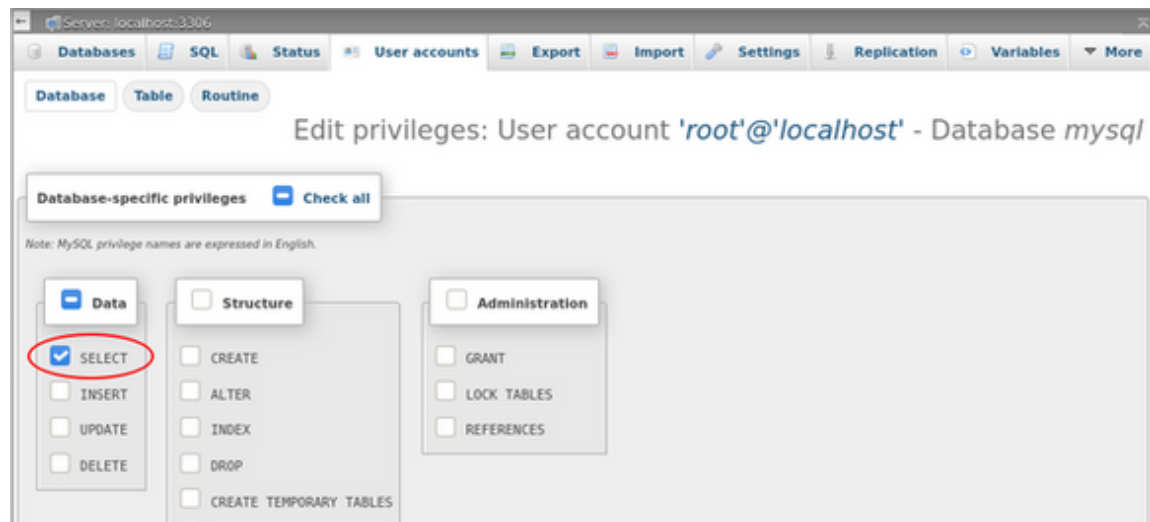 Server: localhost:3306
Databases SQL Status User accounts Export Import Settings Replication Variables More
Database Table Routine
Edit privileges: User account 'root'@'localhost' - Database mysql
Database-specific privileges Check all
Note: MySQL privilege names are expressed in English.
Data Structure Administration
SELECT CREATE GRANT
INSERT ALTER LOCK TABLES
UPDATE INDEX REFERENCES
DELETE DROP
CREATE TEMPORARY TABLES